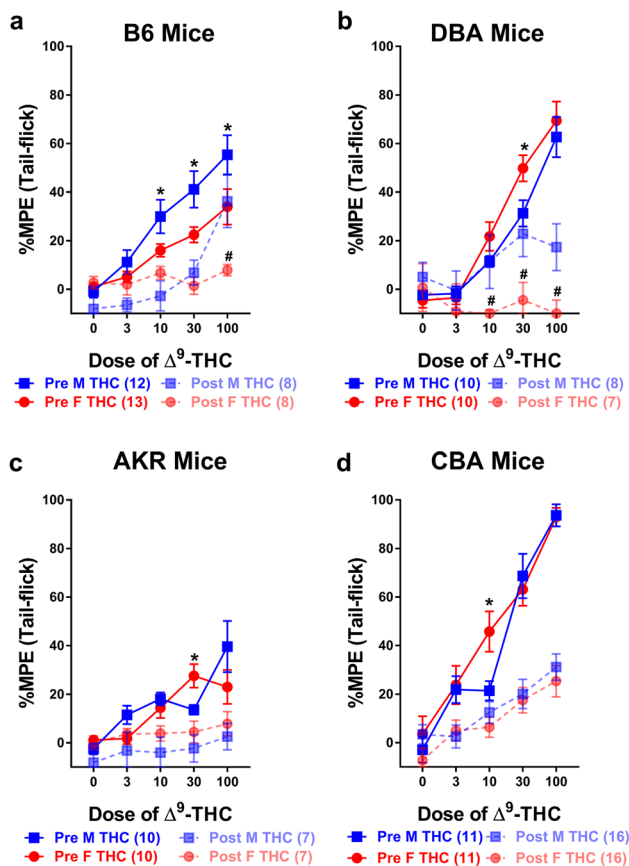 a
B6 Mice
%MPE (Tail-flick)
100
80
60
40
20
0
*
*
*
#
0 3 10 30 100
Dose of Δ⁹-THC
Pre M THC (12) Post M THC (8)
Pre F THC (13) Post F THC (8)
b
DBA Mice
%MPE (Tail-flick)
100
80
60
40
20
0
*
#
#
#
0 3 10 30 100
Dose of Δ⁹-THC
Pre M THC (10) Post M THC (8)
Pre F THC (10) Post F THC (7)
c
AKR Mice
%MPE (Tail-flick)
100
80
60
40
20
0
*
0 3 10 30 100
Dose of Δ⁹-THC
Pre M THC (10) Post M THC (7)
Pre F THC (10) Post F THC (7)
d
CBA Mice
%MPE (Tail-flick)
100
80
60
40
20
0
*
0 3 10 30 100
Dose of Δ⁹-THC
Pre M THC (11) Post M THC (16)
Pre F THC (11) Post F THC (16)